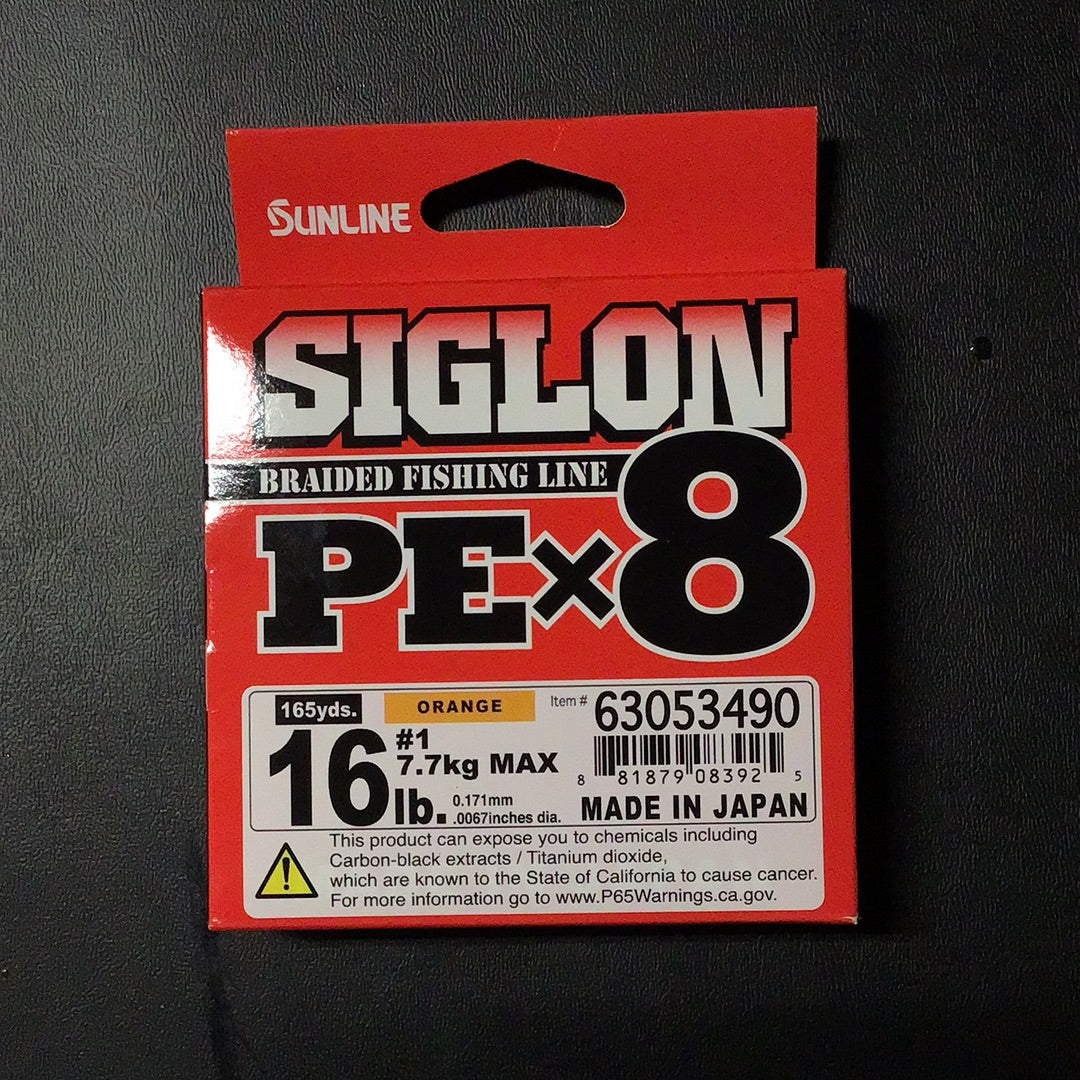 SUNLINE
SIGLON
BRAIDED FISHING LINE
PE×8
165yds.
ORANGE
Item # 63053490
16lb.
#1
7.7kg MAX
0.171mm
.0067inches dia.
8 81879 08392 5
MADE IN JAPAN
This product can expose you to chemicals including
Carbon-black extracts / Titanium dioxide,
which are known to the State of California to cause cancer.
For more information go to www.P65Warnings.ca.gov.